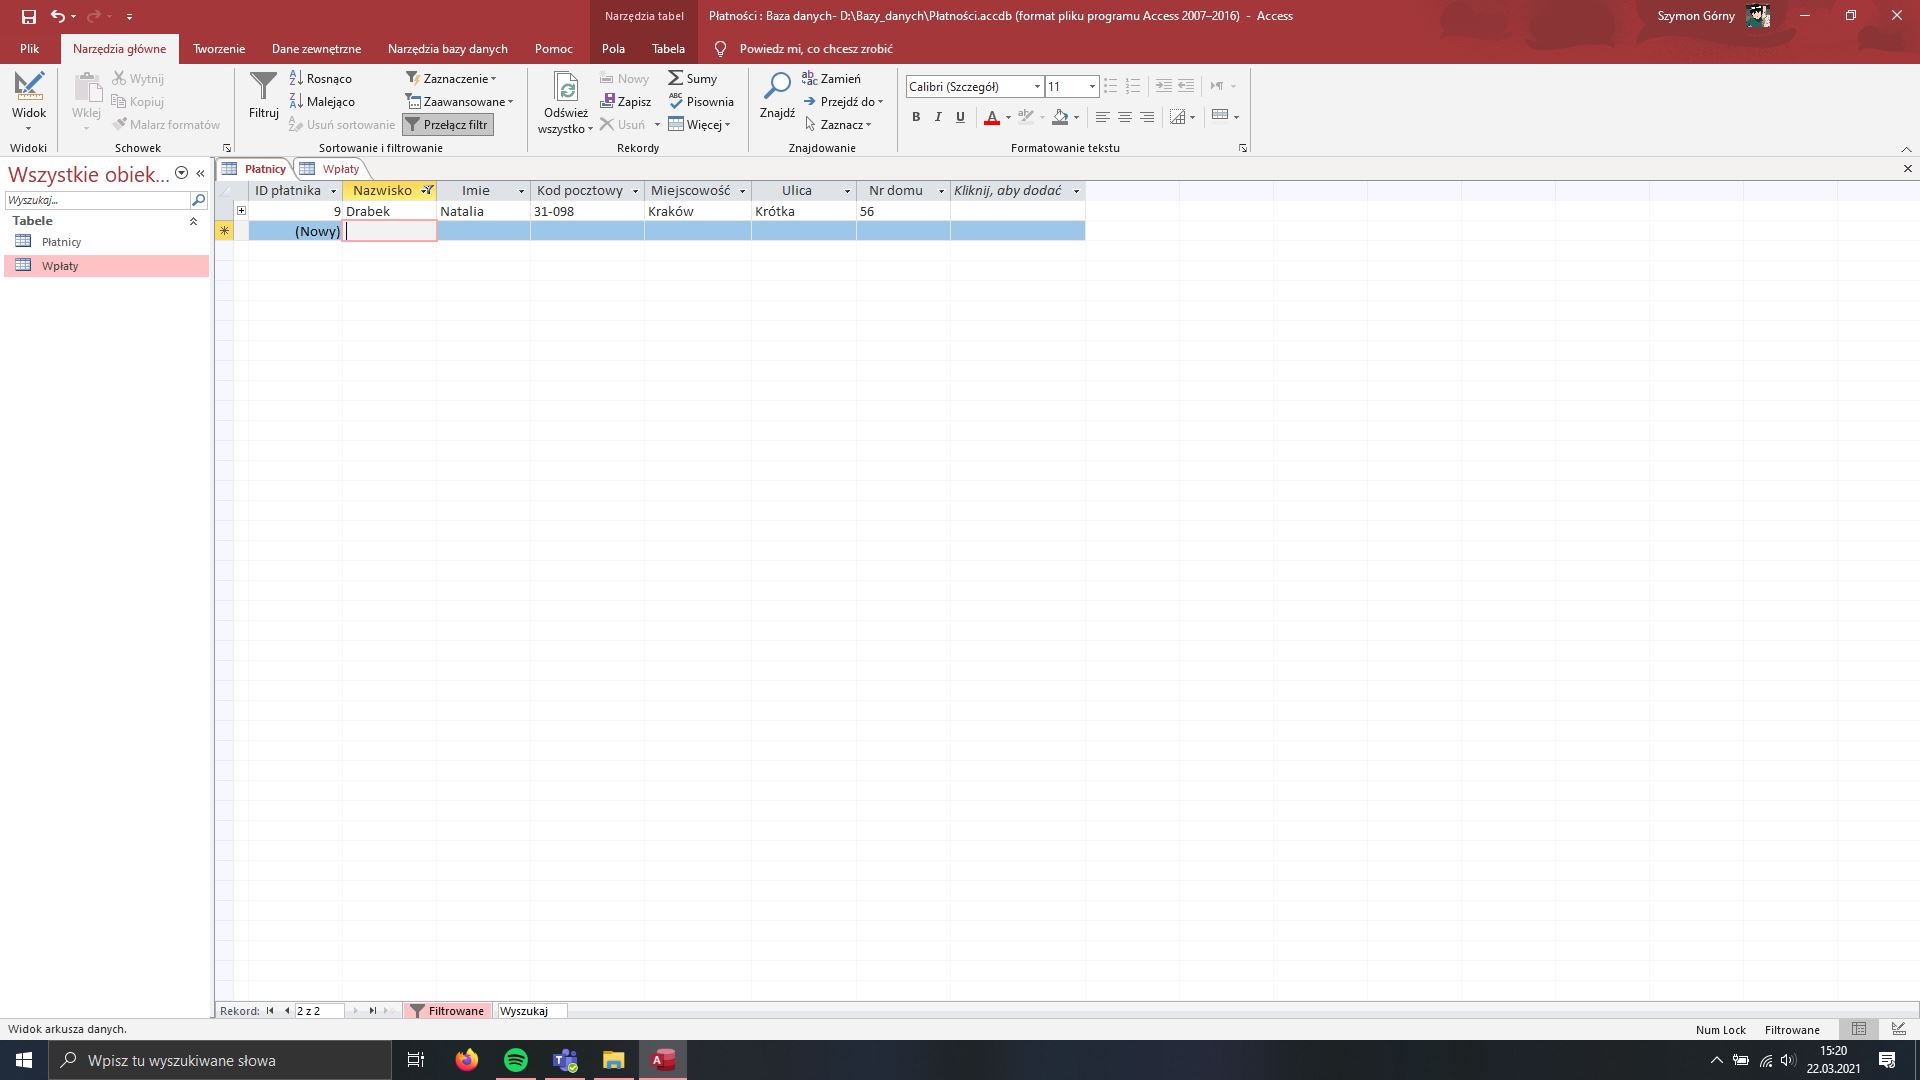 Narzędzia tabel
Płatności : Baza danych- D:\Bazy_danych\Płatności.accdb (format pliku programu Access 2007–2016) - Access
Szymon Górny
Plik Narzędzia główne Tworzenie Dane zewnętrzne Narzędzia bazy danych Pomoc Pola Tabela Powiedz mi, co chcesz zrobić
Widok
Widoki
Wklej
Wytnij
Kopiuj
Malarz formatów
Schowek
Filtruj
Rosnąco
Malejąco
Usuń sortowanie
Zaznaczenie
Zaawansowane
Przełącz filtr
Sortowanie i filtrowanie
Odśwież
wszystko
Nowy
Zapisz
Usuń
Sumy
Pisownia
Więcej
Rekordy
Znajdź
Zamień
Przejdź do
Zaznacz
Znajdowanie
Calibri (Szczegół) 11
B I U
Formatowanie tekstu
Wszystkie obiek...
Wyszukaj...
Tabele
Płatnicy
Wpłaty
Płatnicy Wpłaty
ID płatnika Nazwisko Imie Kod pocztowy Miejscowość Ulica Nr domu Kliknij, aby dodać
9 Drabek Natalia 31-098 Kraków Krótka 56
(Nowy)
Rekord: 2 z 2 Filtrowane Wyszukaj
Widok arkusza danych.
Num Lock Filtrowane
Wpisz tu wyszukiwane słowa
15:20
22.03.2021